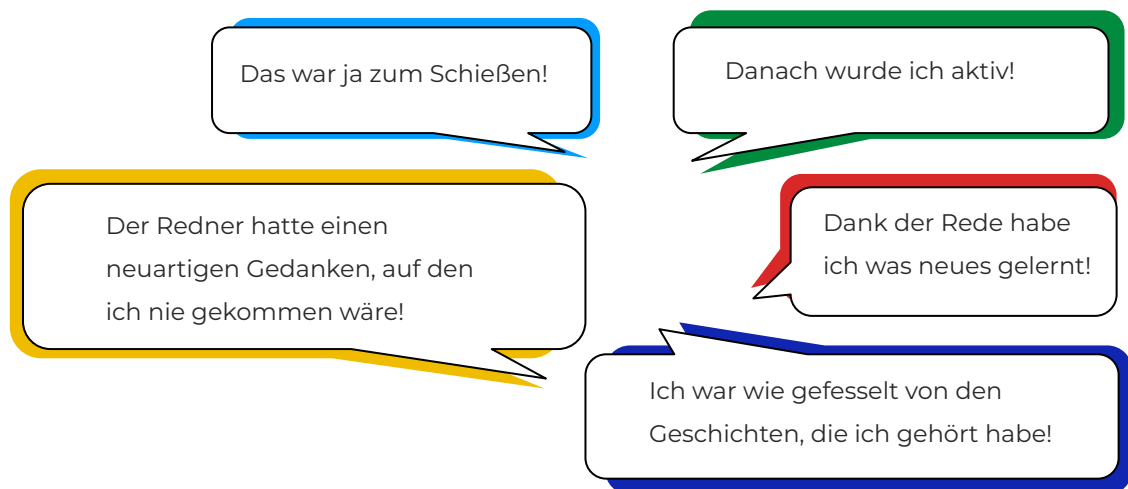 Das war ja zum Schießen!
Danach wurde ich aktiv!
Der Redner hatte einen
neuartigen Gedanken, auf den
ich nie gekommen wäre!
Dank der Rede habe
ich was neues gelernt!
Ich war wie gefesselt von den
Geschichten, die ich gehört habe!